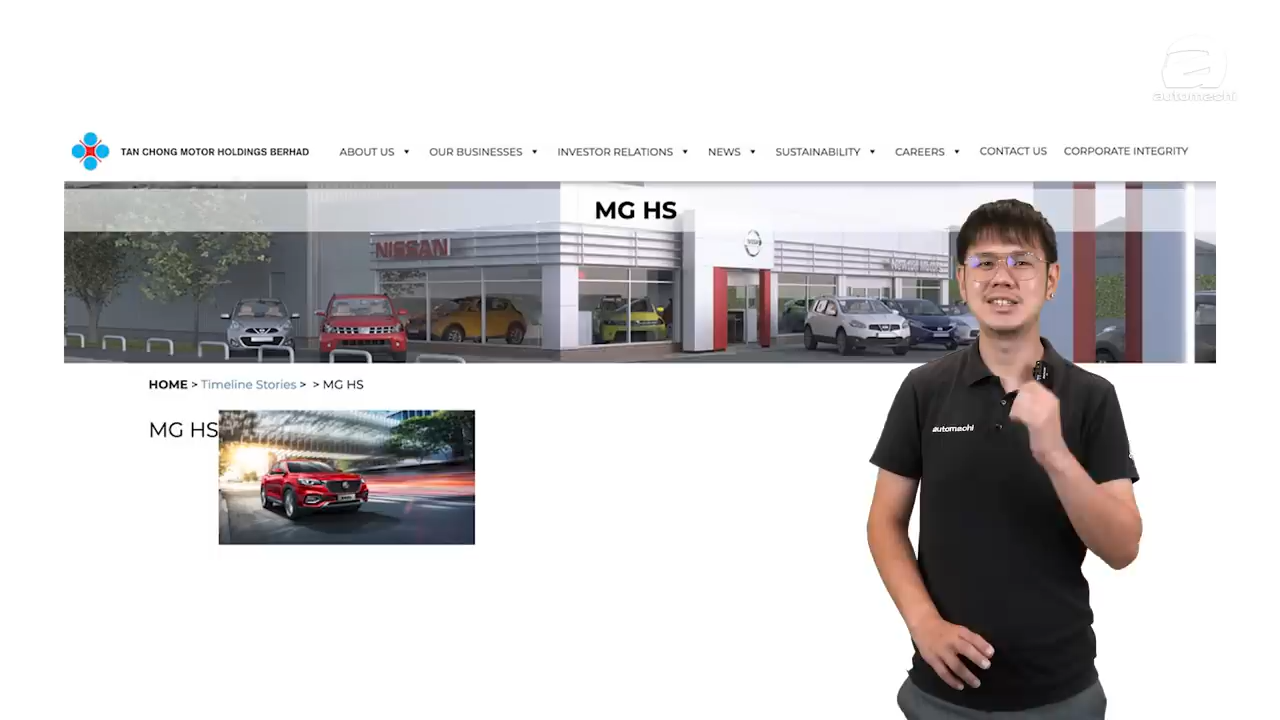 automachi
TAN CHONG MOTOR HOLDINGS BERHAD
ABOUT US
OUR BUSINESSES
INVESTOR RELATIONS
NEWS
SUSTAINABILITY
CAREERS
CONTACT US
CORPORATE INTEGRITY
MG HS
NISSAN
HOME > Timeline Stories > > MG HS
MG HS
automachi